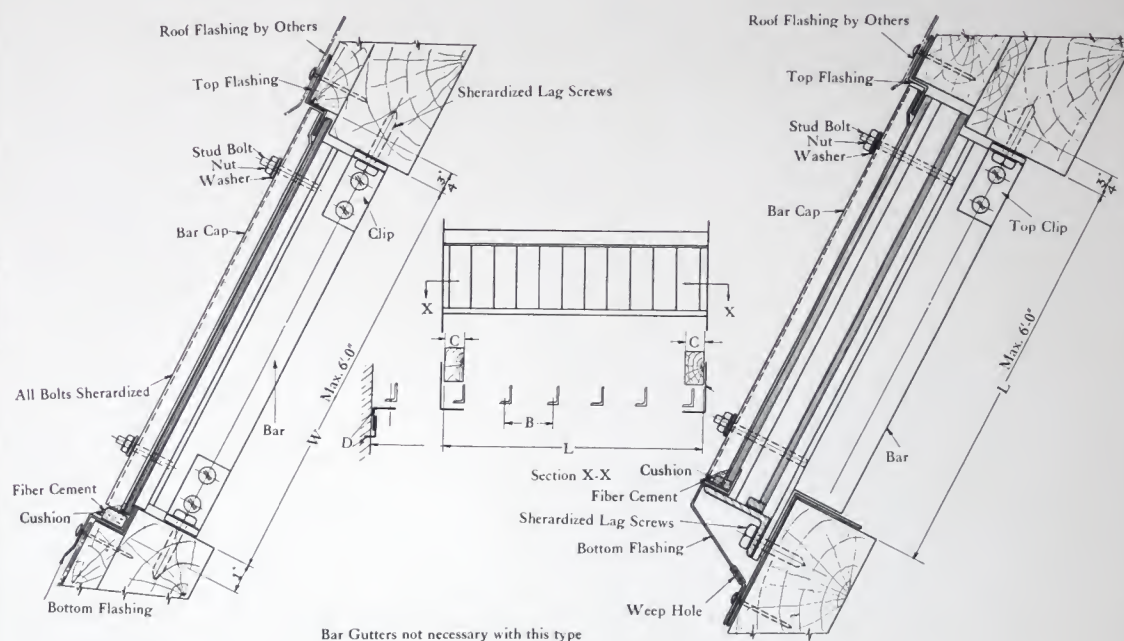 Roof Flashing by Others
Top Flashing
Sherardized Lag Screws
Stud Bolt
Nut
Washer
Bar Cap
Clip
3"
4
All Bolts Sherardized
Max. 6'-0"
W
Bar
Fiber Cement
Cushion
1"
Bottom Flashing
X
X
C
C
B
D
L
Section X-X
Roof Flashing by Others
Top Flashing
Stud Bolt
Nut
Washer
3"
4
Bar Cap
Top Clip
Max. 6'-0"
L
Bar
Cushion
Fiber Cement
Sherardized Lag Screws
Bottom Flashing
Weep Hole
Bar Gutters not necessary with this type